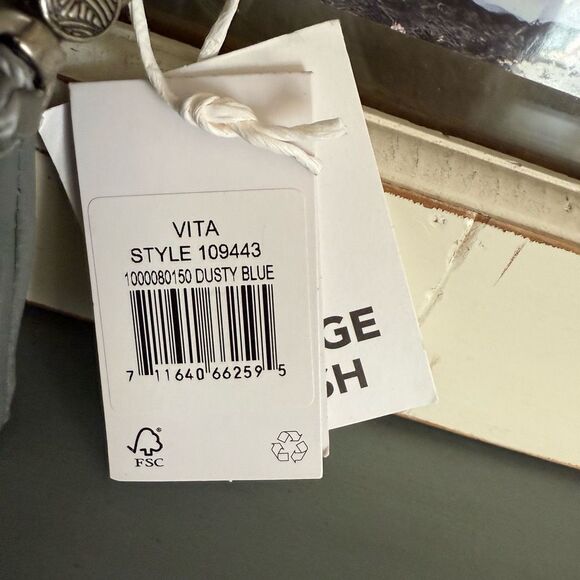 VITA
STYLE 109443
1000080150 DUSTY BLUE
7 11640 66259 5
FSC
GE
SH